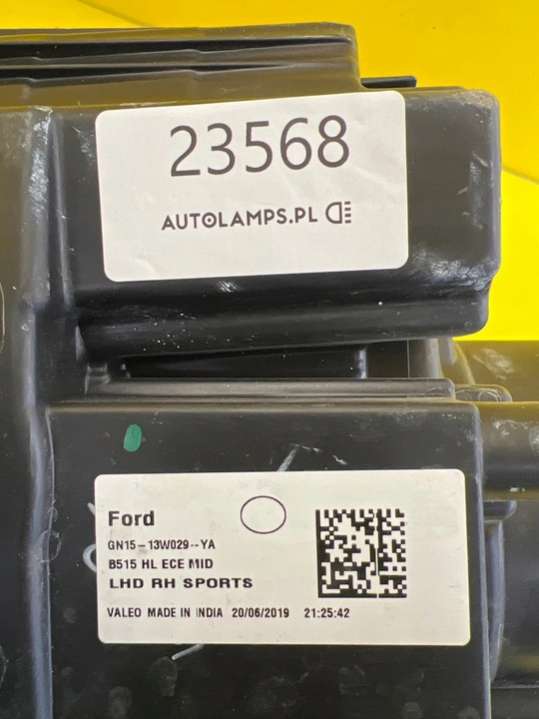 23568
AUTOLAMPS.PL
Ford
GN15-13W029--YA
B515 HL ECE MID
LHD RH SPORTS
VALEO MADE IN INDIA 20/06/2019 21:25:42